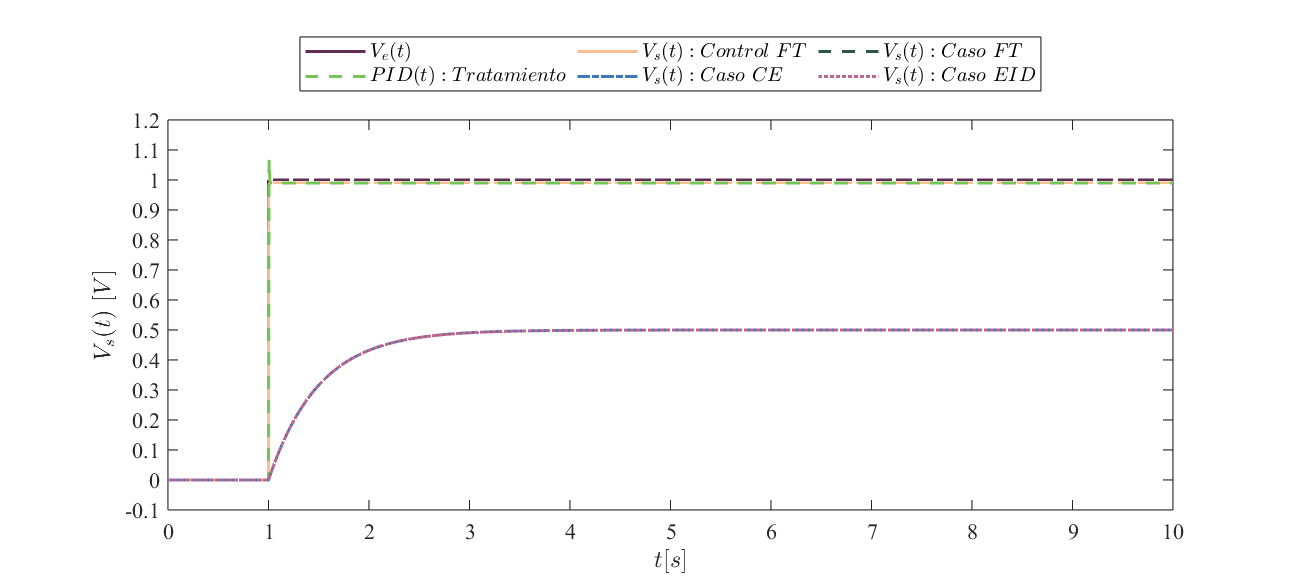 V_e(t) V_s(t) : Control FT V_s(t) : Caso FT
PID(t) : Tratamiento V_s(t) : Caso CE V_s(t) : Caso EID
1.2
1.1
1
0.9
0.8
0.7
0.6
0.5
0.4
0.3
0.2
0.1
0
-0.1
V_s(t) [V]
0 1 2 3 4 5 6 7 8 9 10
t[s]